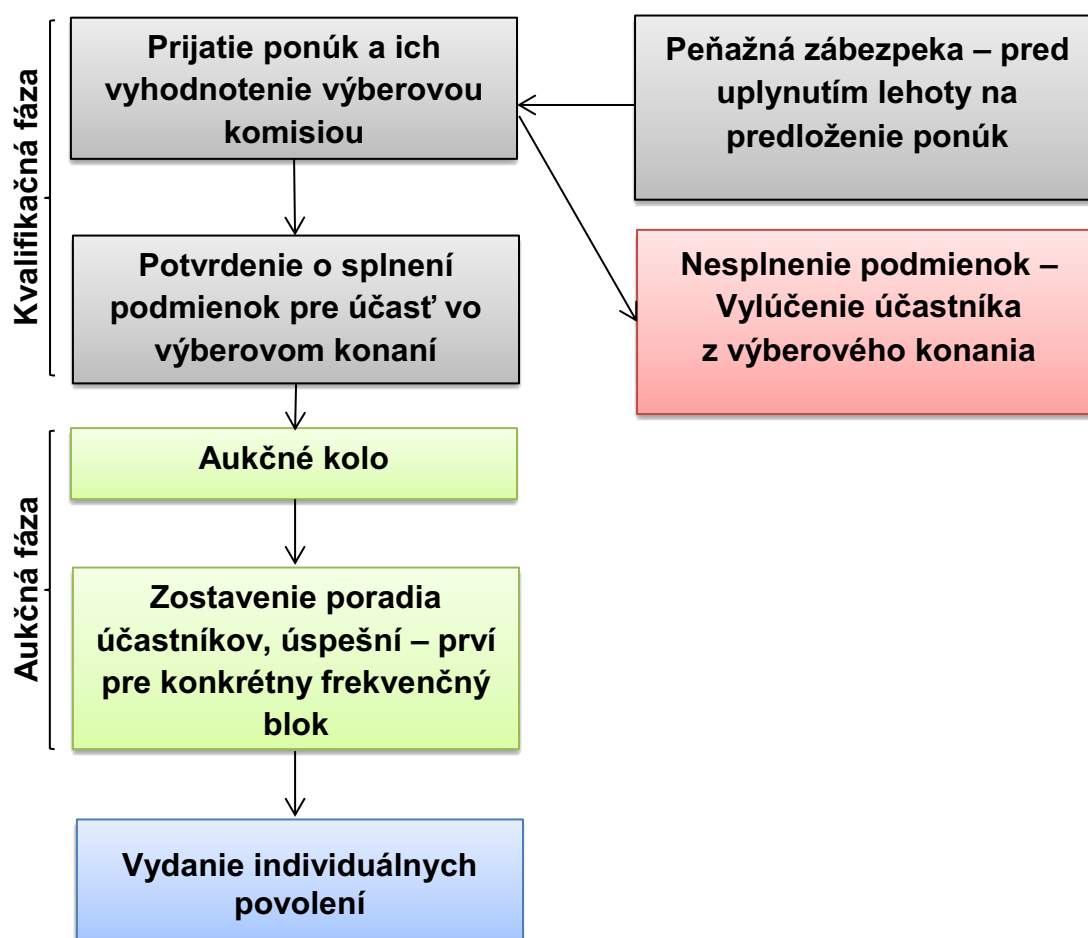 Kvalifikačná fáza
Prijatie ponúk a ich
vyhodnotenie výberovou
komisiou
Peňažná zábezpeka – pred
uplynutím lehoty na
predloženie ponúk
Potvrdenie o splnení
podmienok pre účasť vo
výberovom konaní
Nesplnenie podmienok –
Vylúčenie účastníka
z výberového konania
Aukčná fáza
Aukčné kolo
Zostavenie poradia
účastníkov, úspešní – prví
pre konkrétny frekvenčný
blok
Vydanie individuálnych
povolení